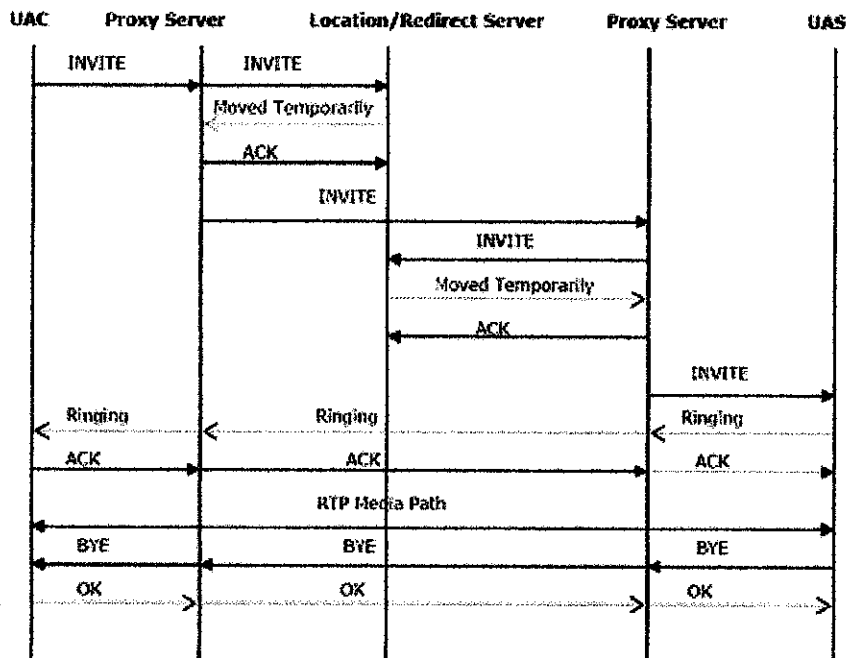 UAC Proxy Server Location/Redirect Server Proxy Server UAS
INVITE INVITE
Moved Temporarily
ACK
INVITE
INVITE
Moved Temporarily
ACK
INVITE
Ringing Ringing Ringing
ACK ACK ACK
RTP Media Path
BYE BYE BYE
OK OK OK